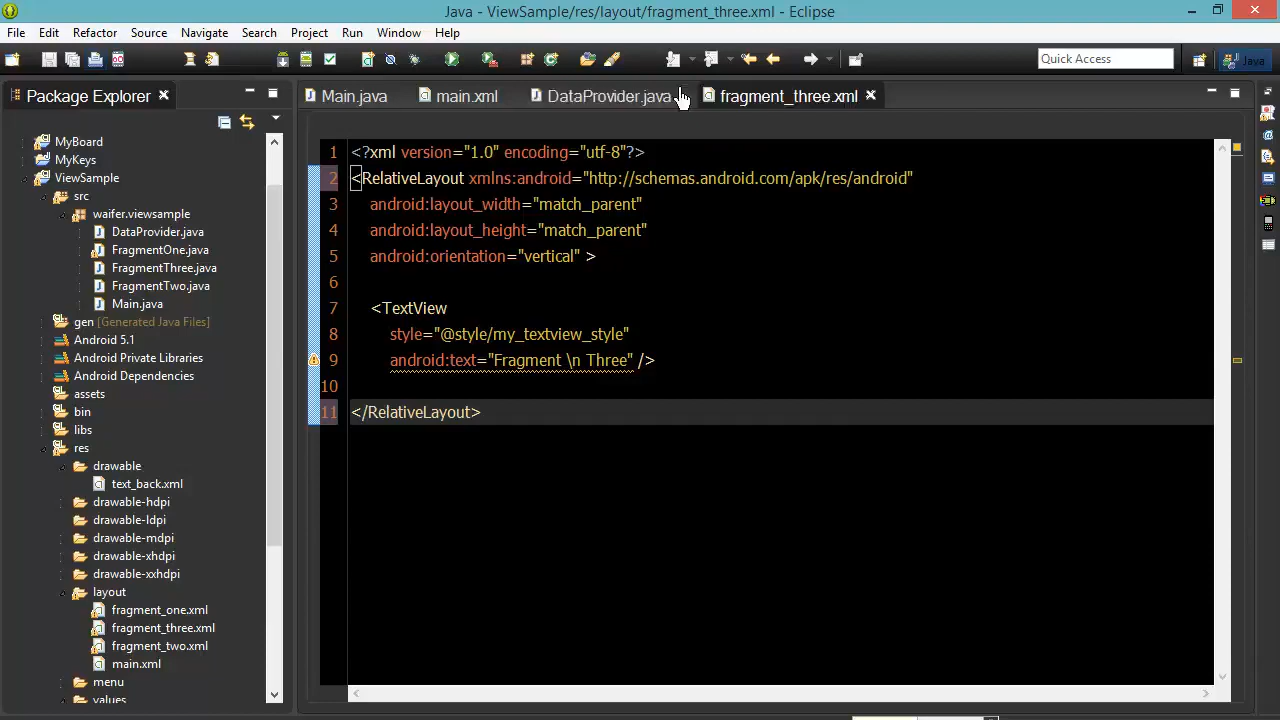 Java - ViewSample/res/layout/fragment_three.xml - Eclipse
File Edit Refactor Source Navigate Search Project Run Window Help
Quick Access
Java
Package Explorer
Main.java
main.xml
DataProvider.java
fragment_three.xml
MyBoard
MyKeys
ViewSample
src
waifer.viewsample
DataProvider.java
FragmentOne.java
FragmentThree.java
FragmentTwo.java
Main.java
gen [Generated Java Files]
Android 5.1
Android Private Libraries
Android Dependencies
assets
bin
libs
res
drawable
text_back.xml
drawable-hdpi
drawable-ldpi
drawable-mdpi
drawable-xhdpi
drawable-xxhdpi
layout
fragment_one.xml
fragment_three.xml
fragment_two.xml
main.xml
menu
values
1 <?xml version="1.0" encoding="utf-8"?>
2 <RelativeLayout xmlns:android="http://schemas.android.com/apk/res/android"
3 android:layout_width="match_parent"
4 android:layout_height="match_parent"
5 android:orientation="vertical" >
6
7 <TextView
8 style="@style/my_textview_style"
9 android:text="Fragment \n Three" />
10
11 </RelativeLayout>